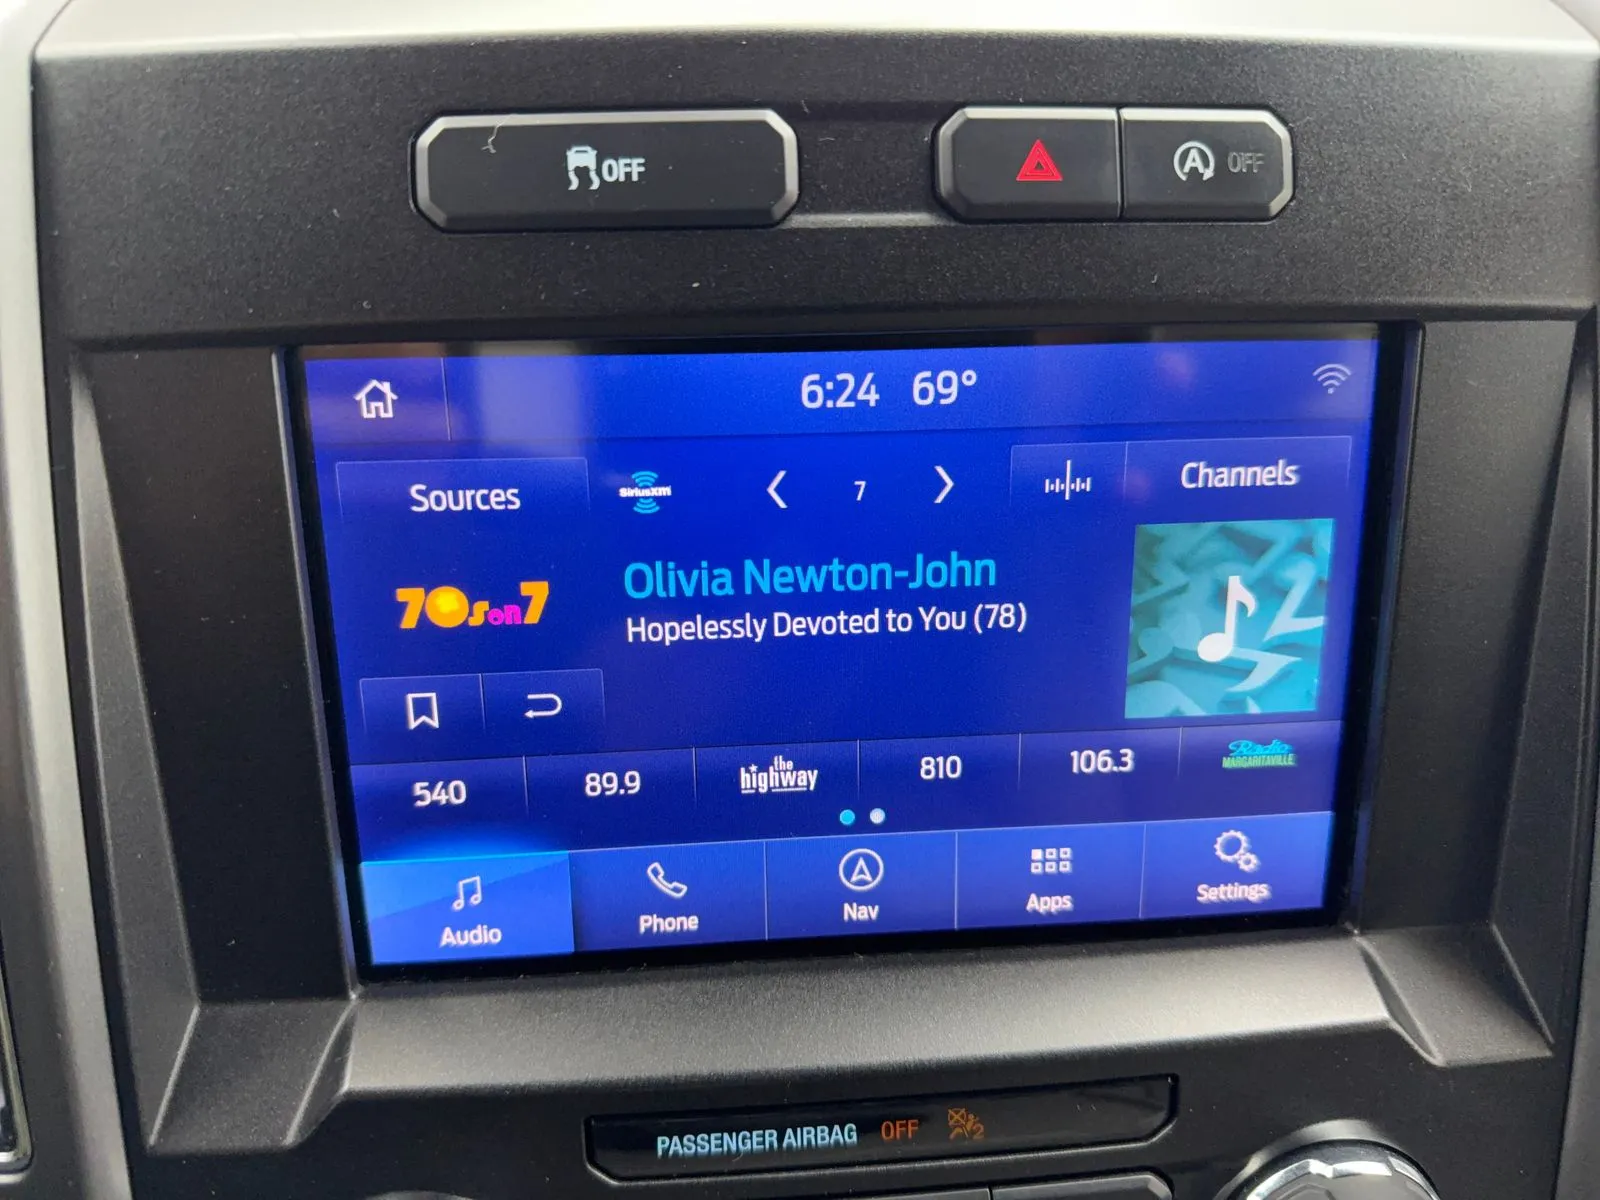 OFF
A OFF
6:24 69°
Sources
SiriusXM
7
Channels
70s on 7
Olivia Newton-John
Hopelessly Devoted to You (78)
540
89.9
the highway
810
106.3
Radio
MARGARITAVILLE
Audio
Phone
Nav
Apps
Settings
PASSENGER AIRBAG OFF 2